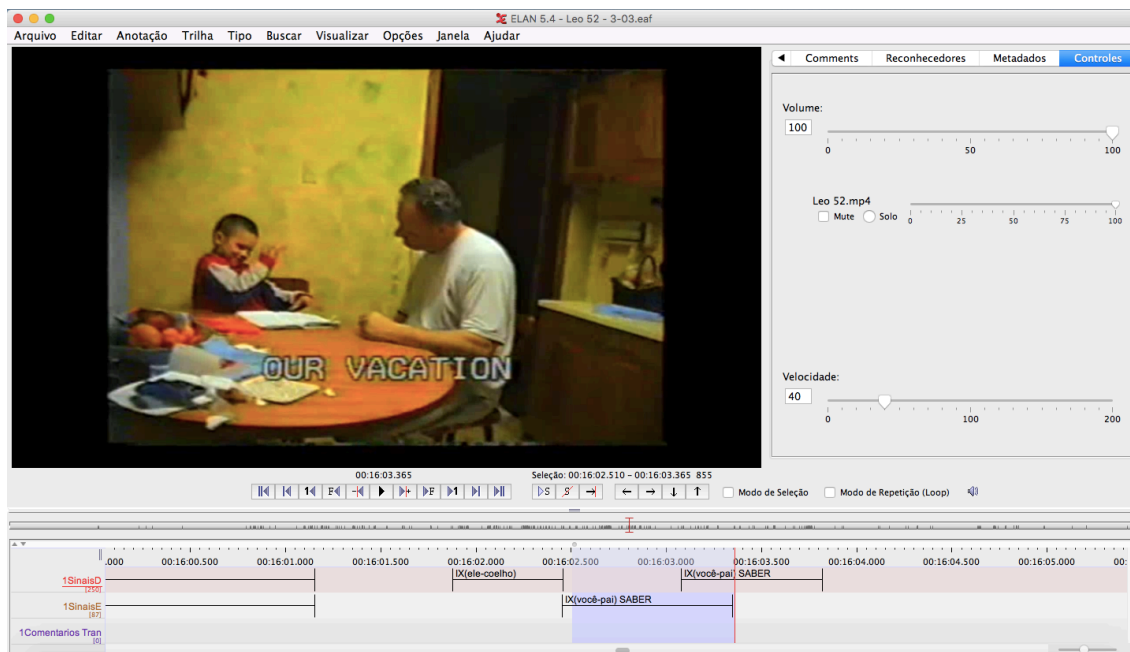 ELAN 5.4 - Leo 52 - 3-03.eaf
Arquivo Editar Anotação Trilha Tipo Buscar Visualizar Opções Janela Ajudar
Comments Reconhecedores Metadados Controles
Volume:
100
0 50 100
Leo 52.mp4
Mute Solo
0 25 50 75 100
OUR VACATION
Velocidade:
40
0 100 200
00:16:03.365 Seleção: 00:16:02.510 - 00:16:03.365 855
1 F - + F 1 S S Modo de Seleção Modo de Repetição (Loop)
.000 00:16:00.500 00:16:01.000 00:16:01.500 00:16:02.000 00:16:02.500 00:16:03.000 00:16:03.500 00:16:04.000 00:16:04.500 00:16:05.000 00:
IX(ele-coelho) IX(você-pai) SABER
1SinaisD
[250]
IX(você-pai) SABER
1SinaisE
[87]
1Comentarios Tran
[0]